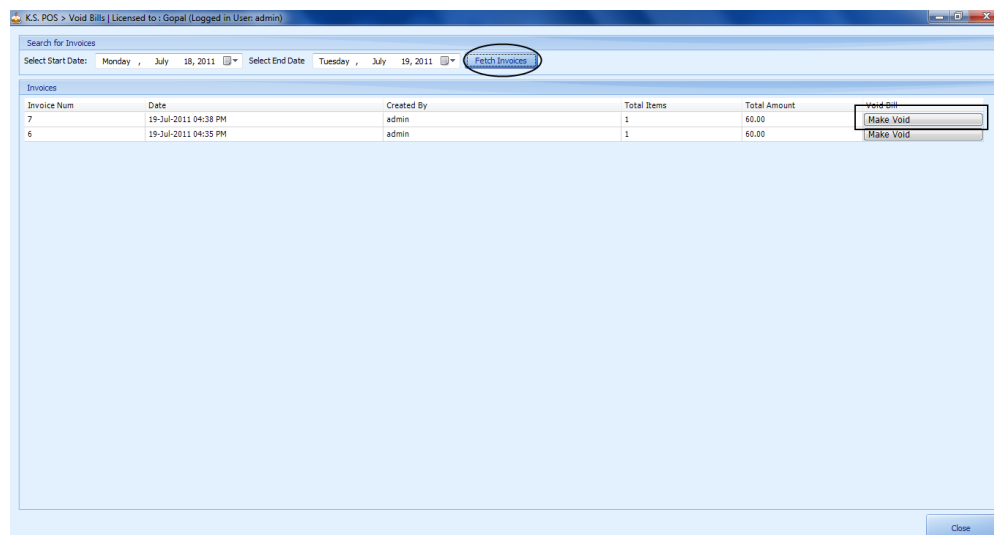 K.S. POS > Void Bills | Licensed to : Gopal (Logged in User: admin)
Search for Invoices
Select Start Date: Monday , July 18, 2011 Select End Date Tuesday , July 19, 2011 Fetch Invoices
Invoices
Invoice Num Date Created By Total Items Total Amount Void Bill
7 19-Jul-2011 04:38 PM admin 1 60.00 Make Void
6 19-Jul-2011 04:35 PM admin 1 60.00 Make Void
Close